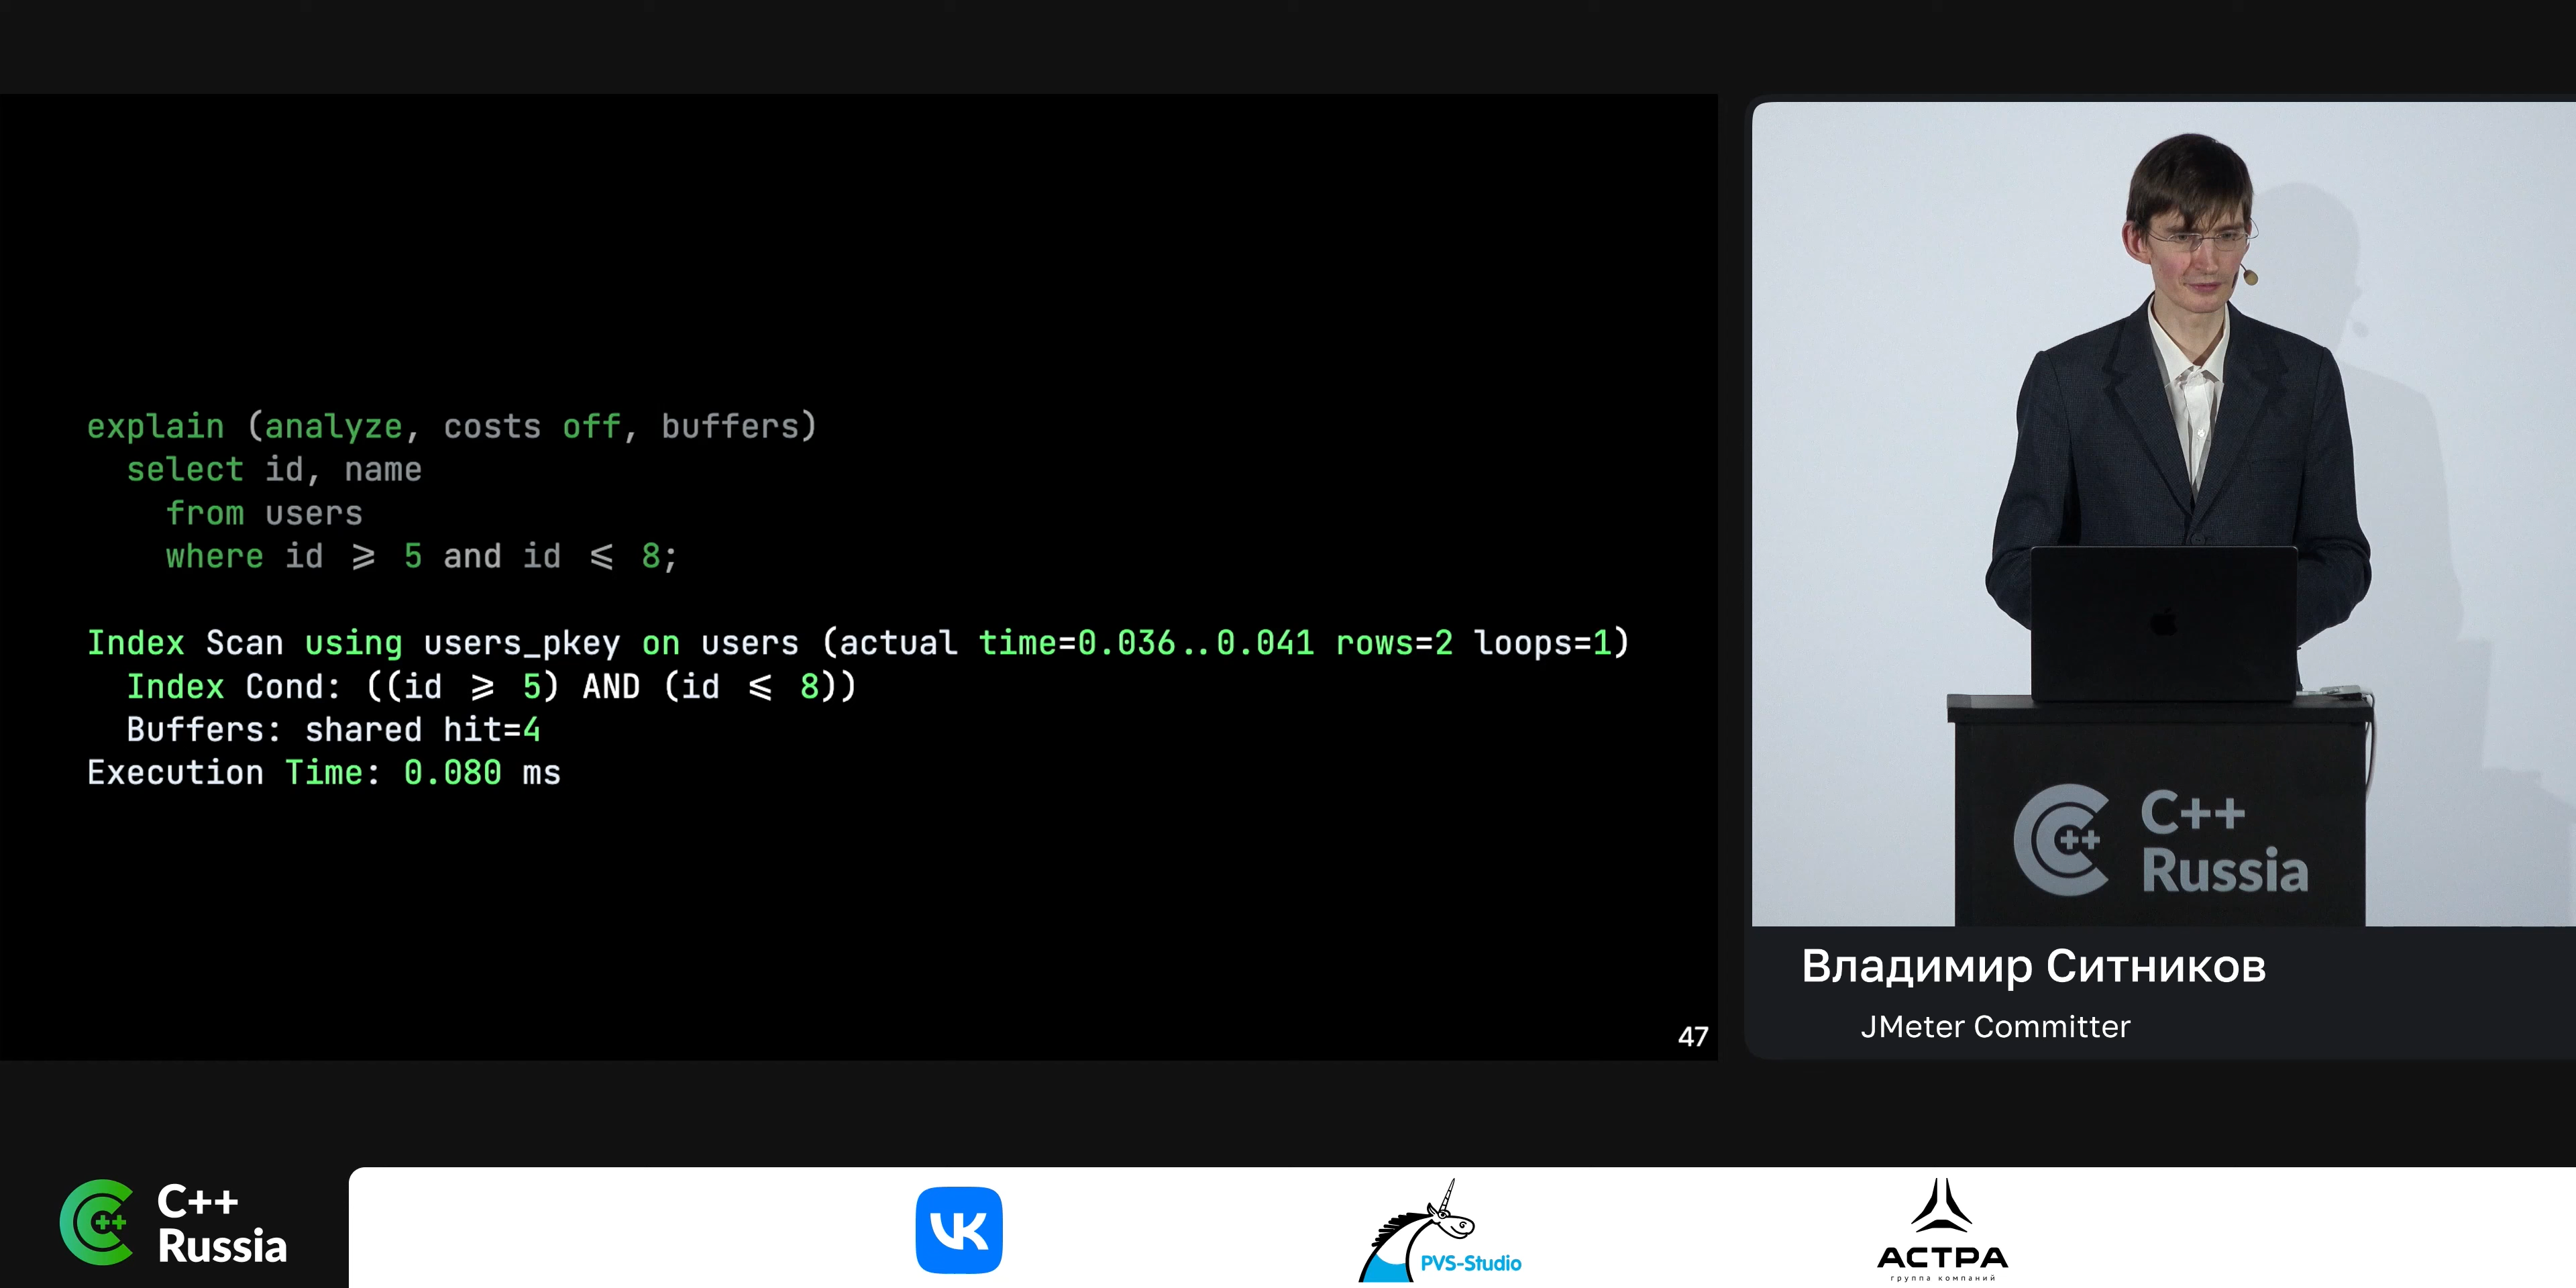 explain (analyze, costs off, buffers)
select id, name
from users
where id ⩾ 5 and id ⩽ 8;
Index Scan using users_pkey on users (actual time=0.036..0.041 rows=2 loops=1)
Index Cond: ((id ⩾ 5) AND (id ⩽ 8))
Buffers: shared hit=4
Execution Time: 0.080 ms
47
C++
Russia
Владимир Ситников
JMeter Committer
C++
Russia
VK
PVS-Studio
АСТРА
группа компаний